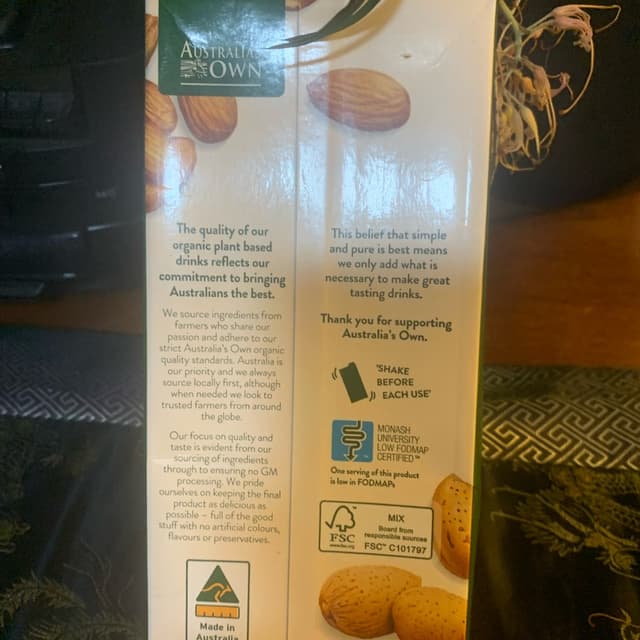 AUSTRALIA'S
OWN
The quality of our
organic plant based
drinks reflects our
commitment to bringing
Australians the best.
We source ingredients from
farmers who share our
passion and adhere to our
strict Australia's Own organic
quality standards. Australia is
our priority and we always
source locally first, although
when needed we look to
trusted farmers from around
the globe.
Our focus on quality and
taste is evident from our
sourcing of ingredients
through to ensuring no GM
processing. We pride
ourselves on keeping the final
product as delicious as
possible – full of the good
stuff with no artificial colours,
flavours or preservatives.
Made in
Australia
This belief that simple
and pure is best means
we only add what is
necessary to make great
tasting drinks.
Thank you for supporting
Australia's Own.
'SHAKE
BEFORE
EACH USE'
MONASH
UNIVERSITY
LOW FODMAP
CERTIFIED™
One serving of this product
is low in FODMAPs
FSC
www.fsc.org
MIX
Board from
responsible sources
FSC™ C101797